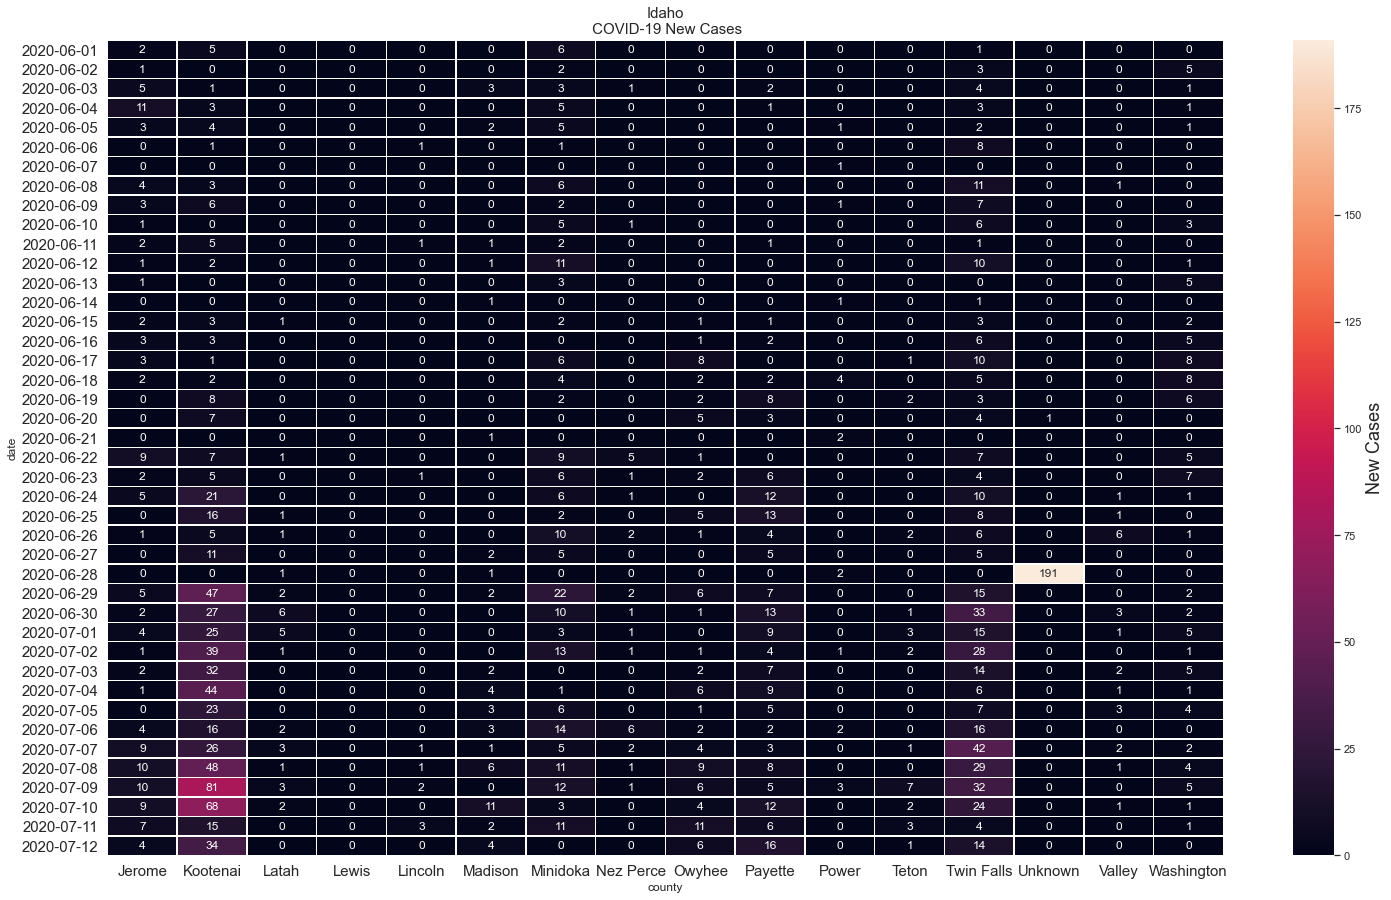 Idaho
COVID-19 New Cases
2020-06-01 2 5 0 0 0 0 6 0 0 0 0 0 1 0 0 0
2020-06-02 1 0 0 0 0 0 2 0 0 0 0 0 3 0 0 5
2020-06-03 5 1 0 0 0 3 3 1 0 2 0 0 4 0 0 1
2020-06-04 11 3 0 0 0 0 5 0 0 1 0 0 3 0 0 1
2020-06-05 3 4 0 0 0 2 5 0 0 0 1 0 2 0 0 1
2020-06-06 0 1 0 0 1 0 1 0 0 0 0 0 8 0 0 0
2020-06-07 0 0 0 0 0 0 0 0 0 0 1 0 0 0 0 0
2020-06-08 4 3 0 0 0 0 6 0 0 0 0 0 11 0 1 0
2020-06-09 3 6 0 0 0 0 2 0 0 0 1 0 7 0 0 0
2020-06-10 1 0 0 0 0 0 5 1 0 0 0 0 6 0 0 3
2020-06-11 2 5 0 0 1 1 2 0 0 1 0 0 1 0 0 0
2020-06-12 1 2 0 0 0 1 11 0 0 0 0 0 10 0 0 1
2020-06-13 1 0 0 0 0 0 3 0 0 0 0 0 0 0 0 5
2020-06-14 0 0 0 0 0 1 0 0 0 0 1 0 1 0 0 0
2020-06-15 2 3 1 0 0 0 2 0 1 1 0 0 3 0 0 2
2020-06-16 3 3 0 0 0 0 0 0 1 2 0 0 6 0 0 5
2020-06-17 3 1 1 0 0 0 6 0 8 0 0 1 10 0 0 8
2020-06-18 2 2 0 0 0 0 4 0 2 2 4 0 5 0 0 8
2020-06-19 0 8 0 0 0 0 2 0 2 8 0 2 3 0 0 6
2020-06-20 0 7 0 0 0 0 0 0 5 3 0 0 4 1 0 0
2020-06-21 0 0 0 0 0 1 0 0 0 0 2 0 0 0 0 0
2020-06-22 9 7 1 0 0 0 9 5 1 0 0 0 7 0 0 5
2020-06-23 2 5 0 0 1 0 6 1 2 6 0 0 4 0 0 7
2020-06-24 5 21 0 0 0 0 6 1 0 12 0 0 10 0 1 1
2020-06-25 0 16 1 0 0 0 2 0 5 13 0 0 8 0 1 0
2020-06-26 1 5 1 0 0 0 10 2 1 4 0 2 6 0 6 1
2020-06-27 0 11 0 0 0 2 5 0 0 5 0 0 5 0 0 0
2020-06-28 0 0 1 0 0 1 0 0 0 0 2 0 0 191 0 0
2020-06-29 5 47 2 0 0 2 22 2 6 7 0 0 15 0 0 2
2020-06-30 2 27 6 0 0 0 10 1 1 13 0 1 33 0 3 2
2020-07-01 4 25 5 0 0 0 3 1 0 9 0 3 15 0 1 5
2020-07-02 1 39 1 0 0 0 13 1 1 4 1 2 28 0 0 1
2020-07-03 2 32 0 0 0 2 0 0 2 7 0 0 14 0 2 5
2020-07-04 1 44 0 0 0 4 1 0 6 9 0 0 6 0 1 1
2020-07-05 0 23 0 0 0 3 6 0 1 5 0 0 7 0 3 4
2020-07-06 4 16 2 0 0 3 14 6 2 2 2 0 16 0 0 0
2020-07-07 9 26 3 0 1 1 5 2 4 3 0 1 42 0 2 2
2020-07-08 10 48 1 0 1 6 11 1 9 8 0 0 29 0 1 4
2020-07-09 10 81 3 0 2 0 12 1 6 5 3 7 32 0 0 5
2020-07-10 9 68 2 0 0 11 3 0 4 12 0 2 24 0 1 1
2020-07-11 7 15 0 0 3 2 11 0 11 6 0 3 4 0 0 1
2020-07-12 4 34 0 0 0 4 0 0 6 16 0 1 14 0 0 0
Jerome Kootenai Latah Lewis Lincoln Madison Minidoka Nez Perce Owyhee Payette Power Teton Twin Falls Unknown Valley Washington
county
date
175
150
125
100
75
50
25
0
New Cases